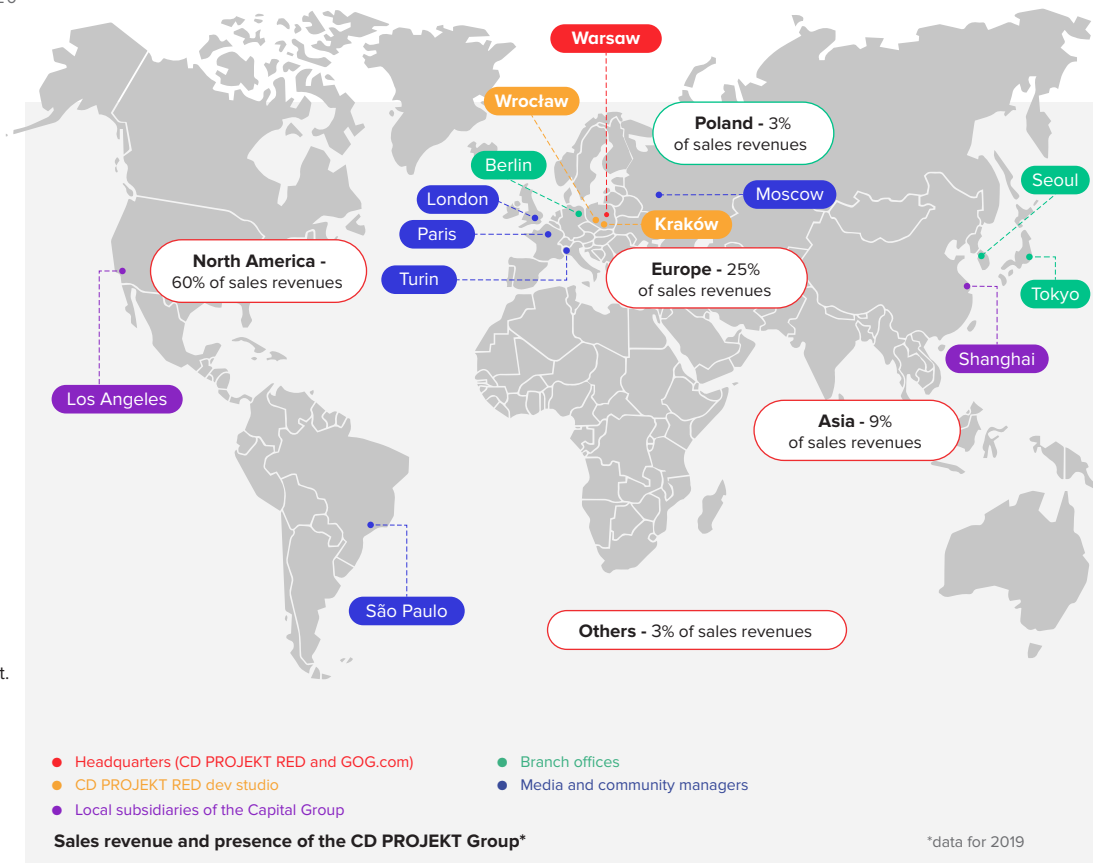 Warsaw
Wrocław
Poland - 3%
of sales revenues
Berlin
Seoul
London
Moscow
Paris
Kraków
North America -
60% of sales revenues
Europe - 25%
of sales revenues
Turin
Tokyo
Shanghai
Los Angeles
Asia - 9%
of sales revenues
São Paulo
Others - 3% of sales revenues
t.
Headquarters (CD PROJEKT RED and GOG.com)
CD PROJEKT RED dev studio
Local subsidiaries of the Capital Group
Branch offices
Media and community managers
Sales revenue and presence of the CD PROJEKT Group*
*data for 2019